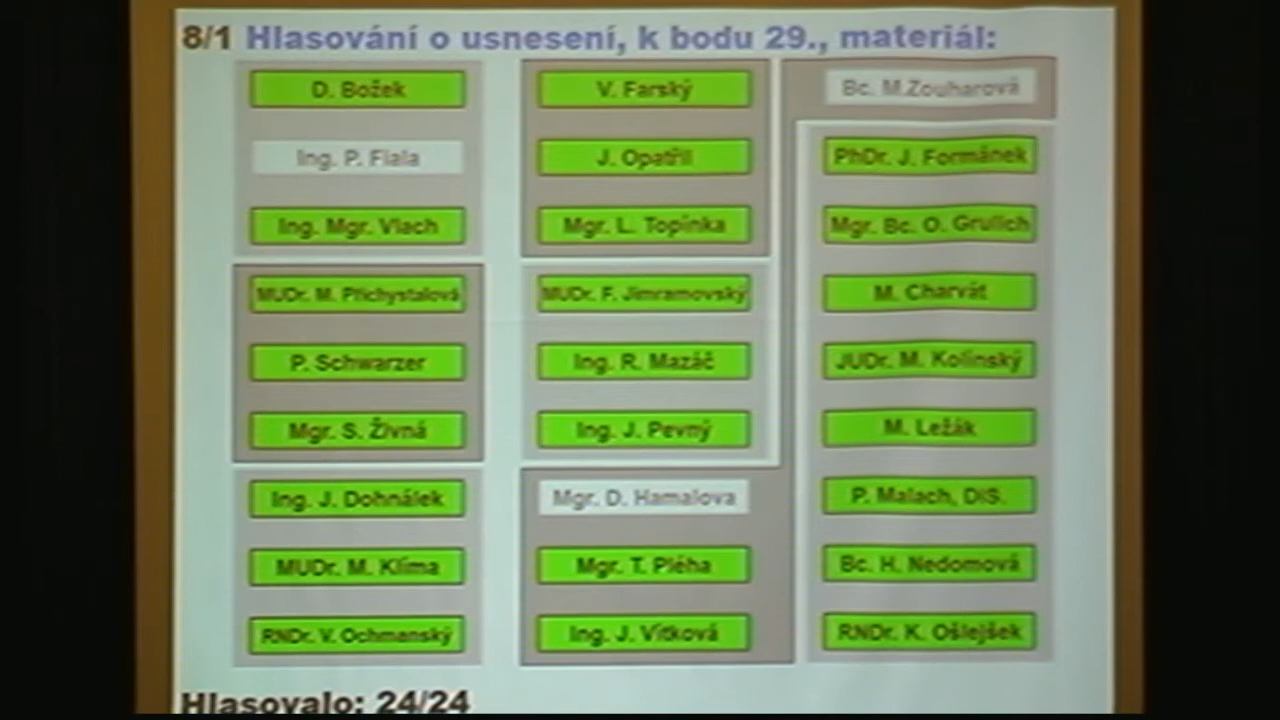 8/1 Hlasování o usnesení, k bodu 29., materiál:
D. Božek
Ing. P. Fiala
Ing. Mgr. Vlach
MUDr. M. Přichystalová
P. Schwarzer
Mgr. S. Živná
Ing. J. Dohnálek
MUDr. M. Klíma
RNDr. V. Ochmanský
V. Farský
J. Opatřil
Mgr. L. Topinka
MUDr. F. Jimramovský
Ing. R. Mazáč
Ing. J. Pevný
Mgr. D. Hamalova
Mgr. T. Pléha
Ing. J. Vítková
Bc. M.Zouharová
PhDr. J. Formánek
Mgr. Bc. O. Grulich
M. Charvát
JUDr. M. Kolínský
M. Ležák
P. Malach, DiS.
Bc. H. Nedomová
RNDr. K. Ošlejšek
Hlasovalo: 24/24